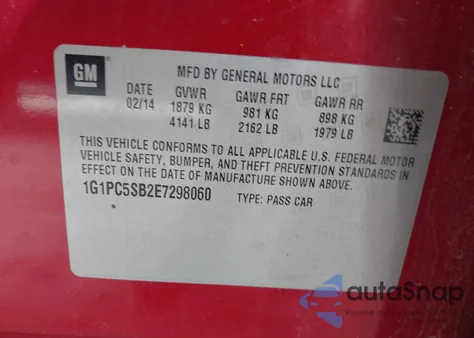 GM
MFD BY GENERAL MOTORS LLC
DATE GVWR GAWR FRT GAWR RR
02/14 1879 KG 981 KG 898 KG
4141 LB 2162 LB 1979 LB
THIS VEHICLE CONFORMS TO ALL APPLICABLE U.S. FEDERAL MOTOR
VEHICLE SAFETY, BUMPER, AND THEFT PREVENTION STANDARDS IN
EFFECT ON THE DATE OF MANUFACTURE SHOWN ABOVE.
1G1PC5SB2E7298060 TYPE: PASS CAR
autoSnap